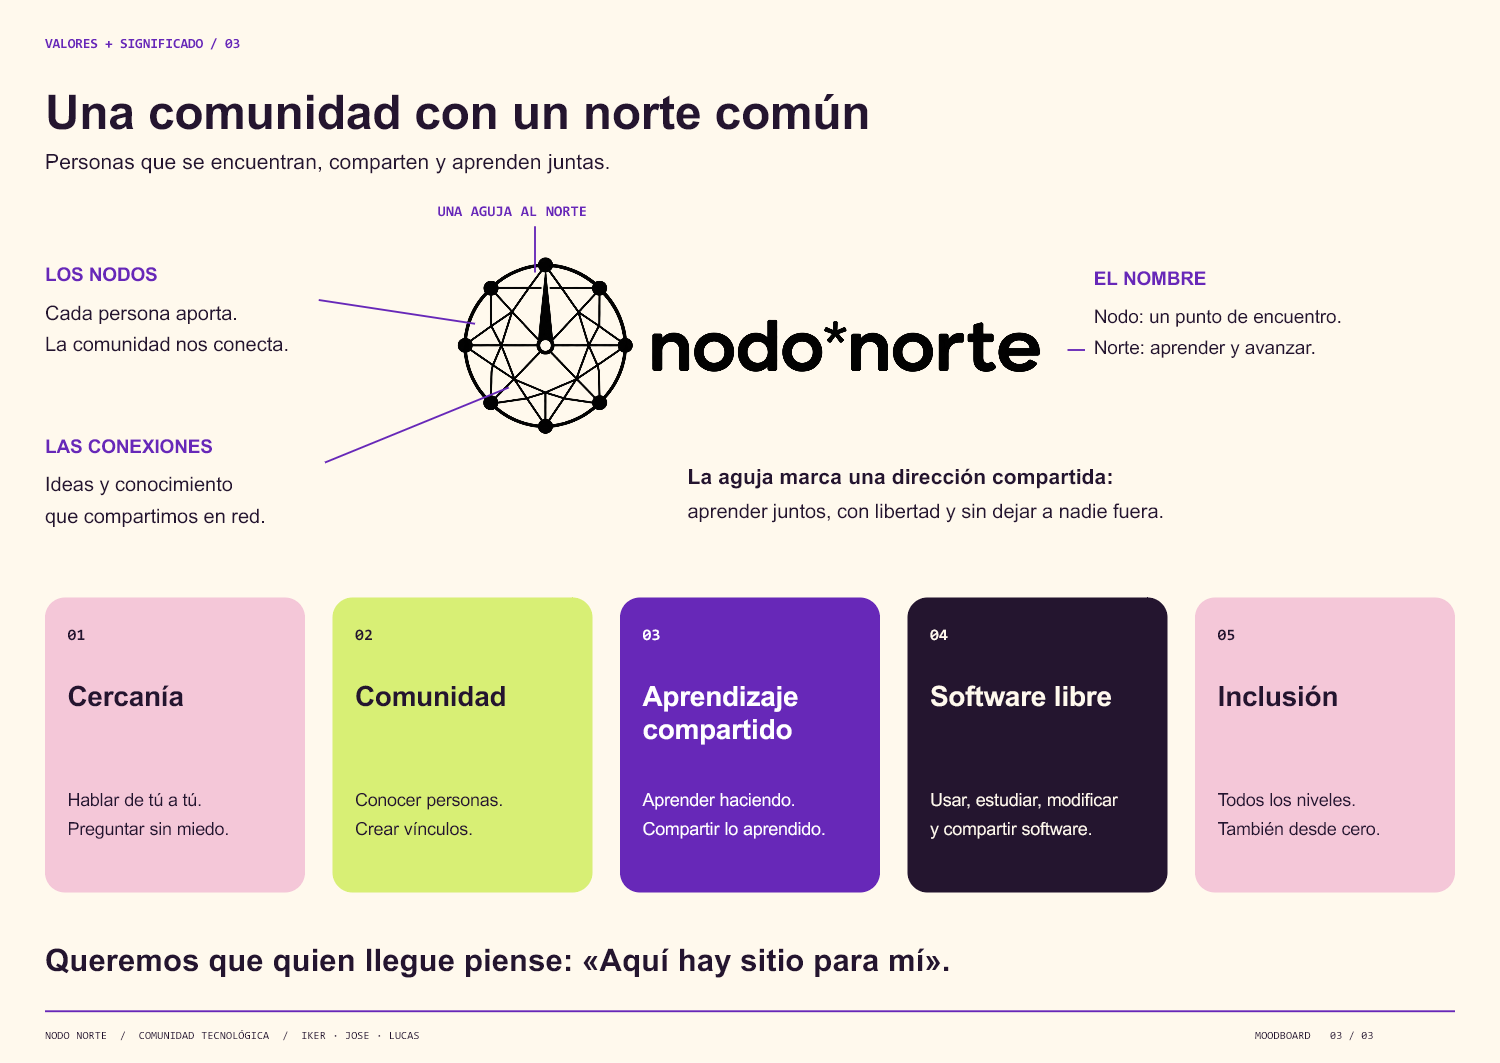 VALORES + SIGNIFICADO / 03
Una comunidad con un norte común
Personas que se encuentran, comparten y aprenden juntas.
UNA AGUJA AL NORTE
LOS NODOS
Cada persona aporta.
La comunidad nos conecta.
nodo*norte
EL NOMBRE
Nodo: un punto de encuentro.
Norte: aprender y avanzar.
LAS CONEXIONES
Ideas y conocimiento
que compartimos en red.
La aguja marca una dirección compartida:
aprender juntos, con libertad y sin dejar a nadie fuera.
01
Cercanía
Hablar de tú a tú.
Preguntar sin miedo.
02
Comunidad
Conocer personas.
Crear vínculos.
03
Aprendizaje
compartido
Aprender haciendo.
Compartir lo aprendido.
04
Software libre
Usar, estudiar, modificar
y compartir software.
05
Inclusión
Todos los niveles.
También desde cero.
Queremos que quien llegue piense: «Aquí hay sitio para mí».
NODO NORTE / COMUNIDAD TECNOLÓGICA / IKER · JOSE · LUCAS
MOODBOARD 03 / 03